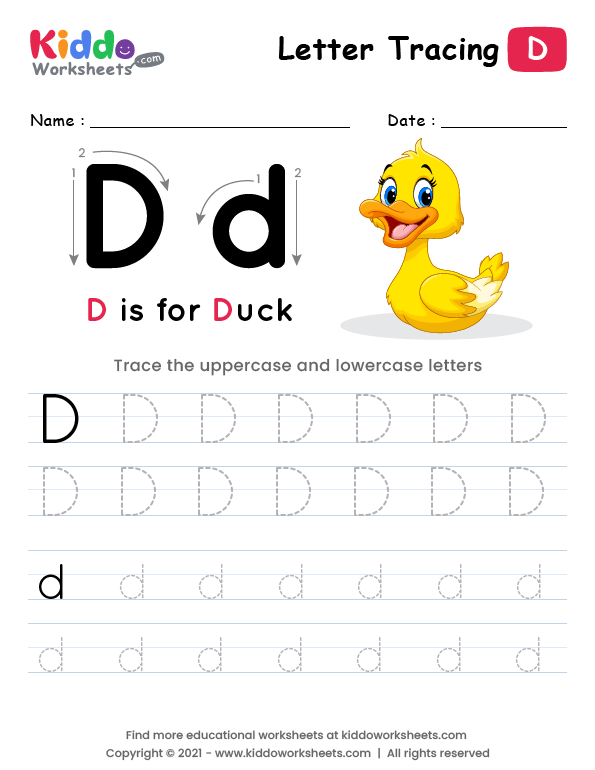 Kiddo
Worksheets.com
Letter Tracing D
Name : Date :
2
1
1
2
D d
D is for Duck
Trace the uppercase and lowercase letters
D D D D D D D
D D D D D D D
d d d d d d d
d d d d d d d
Find more educational worksheets at kiddoworksheets.com
Copyright © 2021 - www.kiddoworksheets.com | All rights reserved